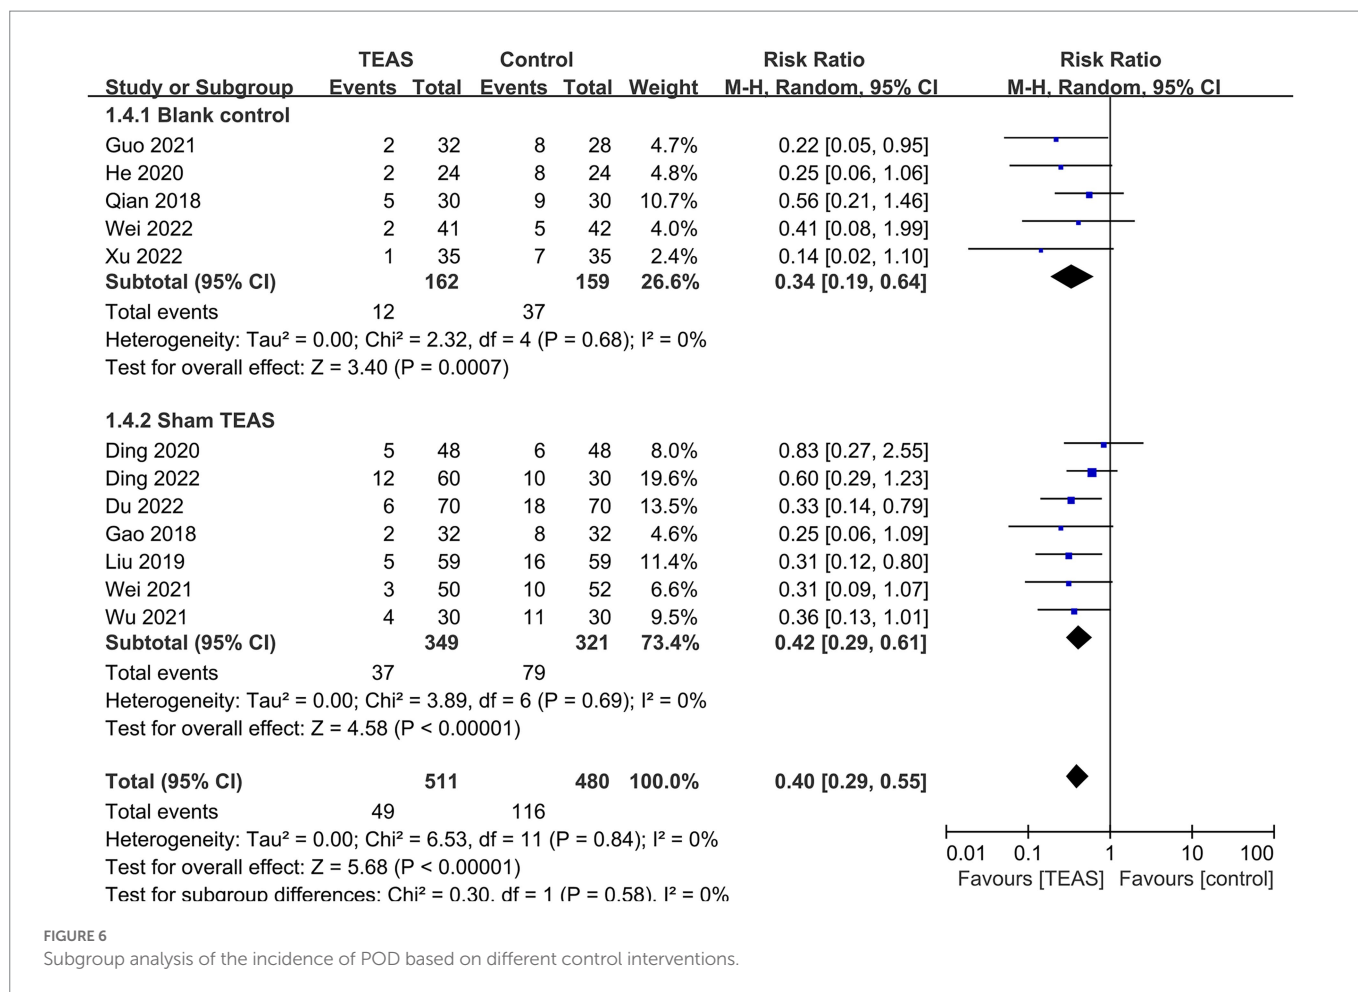 TEAS Control Risk Ratio Risk Ratio
Study or Subgroup Events Total Events Total Weight M-H, Random, 95% CI M-H, Random, 95% CI
1.4.1 Blank control
Guo 2021 2 32 8 28 4.7% 0.22 [0.05, 0.95]
He 2020 2 24 8 24 4.8% 0.25 [0.06, 1.06]
Qian 2018 5 30 9 30 10.7% 0.56 [0.21, 1.46]
Wei 2022 2 41 5 42 4.0% 0.41 [0.08, 1.99]
Xu 2022 1 35 7 35 2.4% 0.14 [0.02, 1.10]
Subtotal (95% CI) 162 159 26.6% 0.34 [0.19, 0.64]
Total events 12 37
Heterogeneity: Tau² = 0.00; Chi² = 2.32, df = 4 (P = 0.68); I² = 0%
Test for overall effect: Z = 3.40 (P = 0.0007)
1.4.2 Sham TEAS
Ding 2020 5 48 6 48 8.0% 0.83 [0.27, 2.55]
Ding 2022 12 60 10 30 19.6% 0.60 [0.29, 1.23]
Du 2022 6 70 18 70 13.5% 0.33 [0.14, 0.79]
Gao 2018 2 32 8 32 4.6% 0.25 [0.06, 1.09]
Liu 2019 5 59 16 59 11.4% 0.31 [0.12, 0.80]
Wei 2021 3 50 10 52 6.6% 0.31 [0.09, 1.07]
Wu 2021 4 30 11 30 9.5% 0.36 [0.13, 1.01]
Subtotal (95% CI) 349 321 73.4% 0.42 [0.29, 0.61]
Total events 37 79
Heterogeneity: Tau² = 0.00; Chi² = 3.89, df = 6 (P = 0.69); I² = 0%
Test for overall effect: Z = 4.58 (P < 0.00001)
Total (95% CI) 511 480 100.0% 0.40 [0.29, 0.55]
Total events 49 116
Heterogeneity: Tau² = 0.00; Chi² = 6.53, df = 11 (P = 0.84); I² = 0%
Test for overall effect: Z = 5.68 (P < 0.00001)
Test for subgroup differences: Chi² = 0.30, df = 1 (P = 0.58), I² = 0%
0.01 0.1 1 10 100
Favours [TEAS] Favours [control]
FIGURE 6
Subgroup analysis of the incidence of POD based on different control interventions.